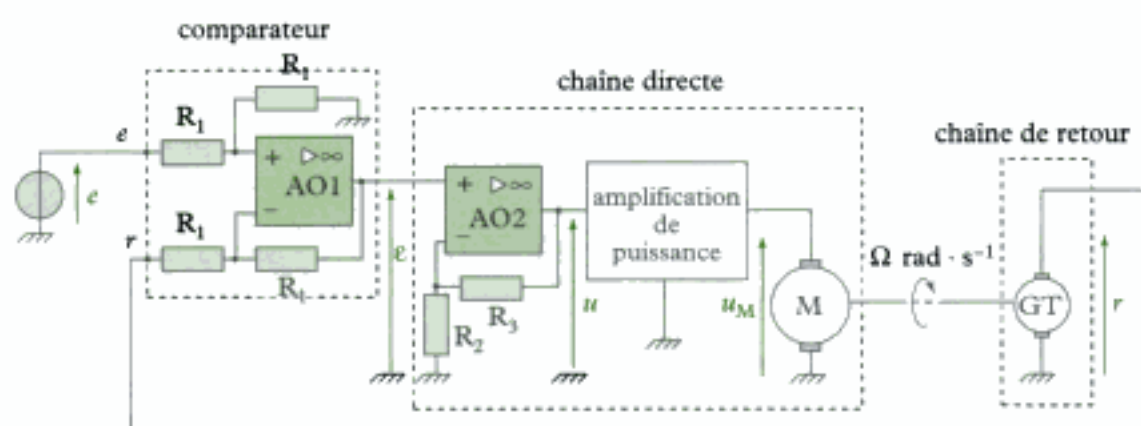 comparateur
R₁
chaîne directe
R₁
e
+ ▷∞
AO1
−
e
chaîne de retour
+ ▷∞
AO2
−
amplification
de
puissance
R₁
r
R₁
ε
Ω rad · s⁻¹
R₃
R₂
u
u_M
M
GT
r